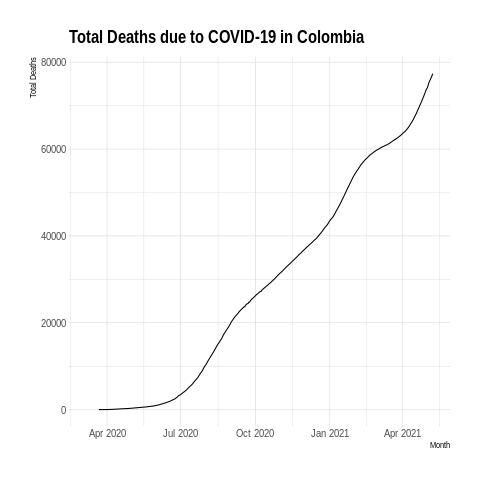 Total Deaths due to COVID-19 in Colombia
Total Deaths
80000
60000
40000
20000
0
Apr 2020 Jul 2020 Oct 2020 Jan 2021 Apr 2021
Month